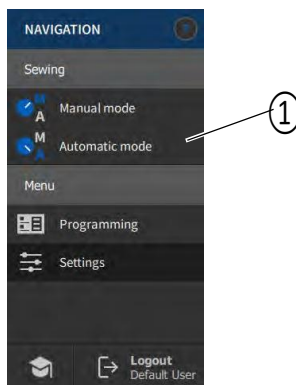 NAVIGATION
Sewing
M
A
Manual mode
1
M
A
Automatic mode
Menu
Programming
Settings
Logout
Default User